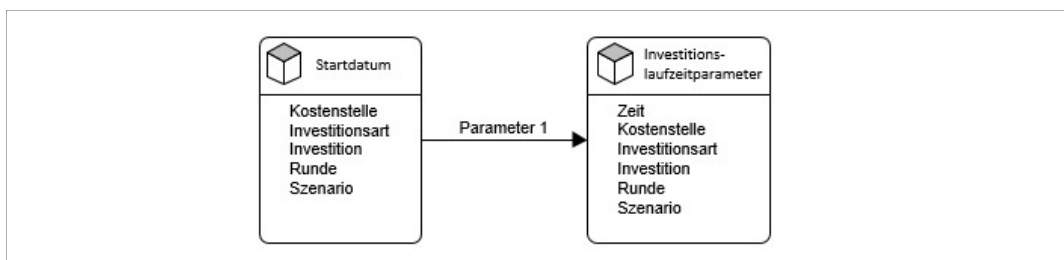 Startdatum
Kostenstelle
Investitionsart
Investition
Runde
Szenario
Parameter 1
Investitions-
laufzeitparameter
Zeit
Kostenstelle
Investitionsart
Investition
Runde
Szenario